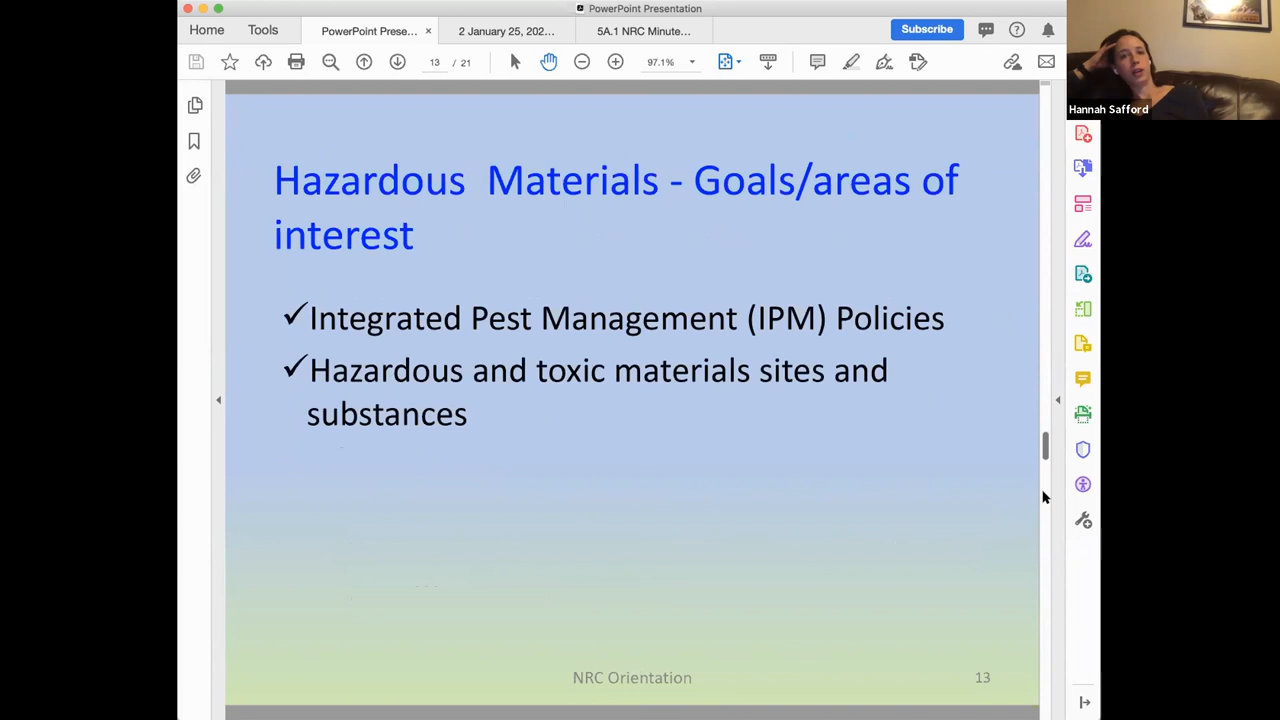 PowerPoint Presentation
Home
Tools
PowerPoint Prese...
×
2 January 25, 202...
5A.1 NRC Minute...
Subscribe
13 / 21
97.1%
Hannah Safford
Hazardous Materials - Goals/areas of
interest
✓Integrated Pest Management (IPM) Policies
✓Hazardous and toxic materials sites and
substances
NRC Orientation
13